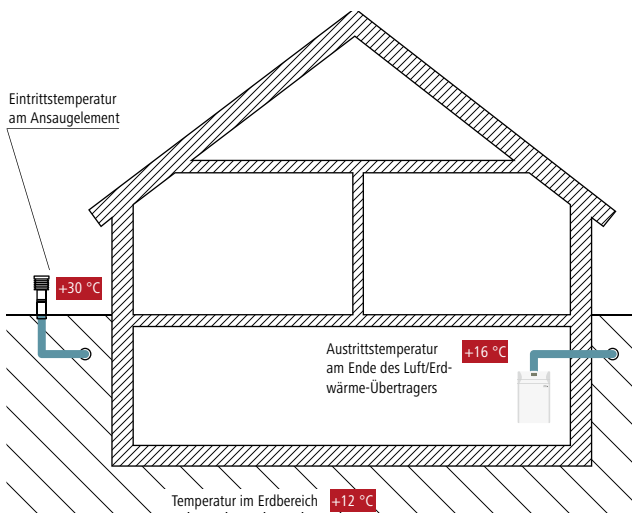 Eintrittstemperatur
am Ansaugelement
+30 °C
Austrittstemperatur
am Ende des Luft/Erd-
wärme-Übertragers
+16 °C
Temperatur im Erdbereich
+12 °C